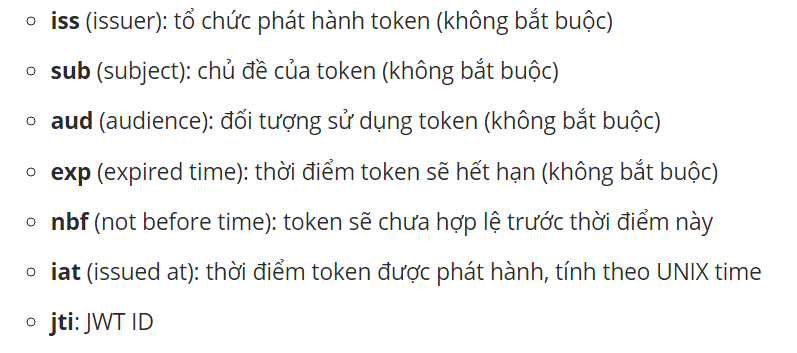 iss (issuer): tổ chức phát hành token (không bắt buộc)
sub (subject): chủ đề của token (không bắt buộc)
aud (audience): đối tượng sử dụng token (không bắt buộc)
exp (expired time): thời điểm token sẽ hết hạn (không bắt buộc)
nbf (not before time): token sẽ chưa hợp lệ trước thời điểm này
iat (issued at): thời điểm token được phát hành, tính theo UNIX time
jti: JWT ID